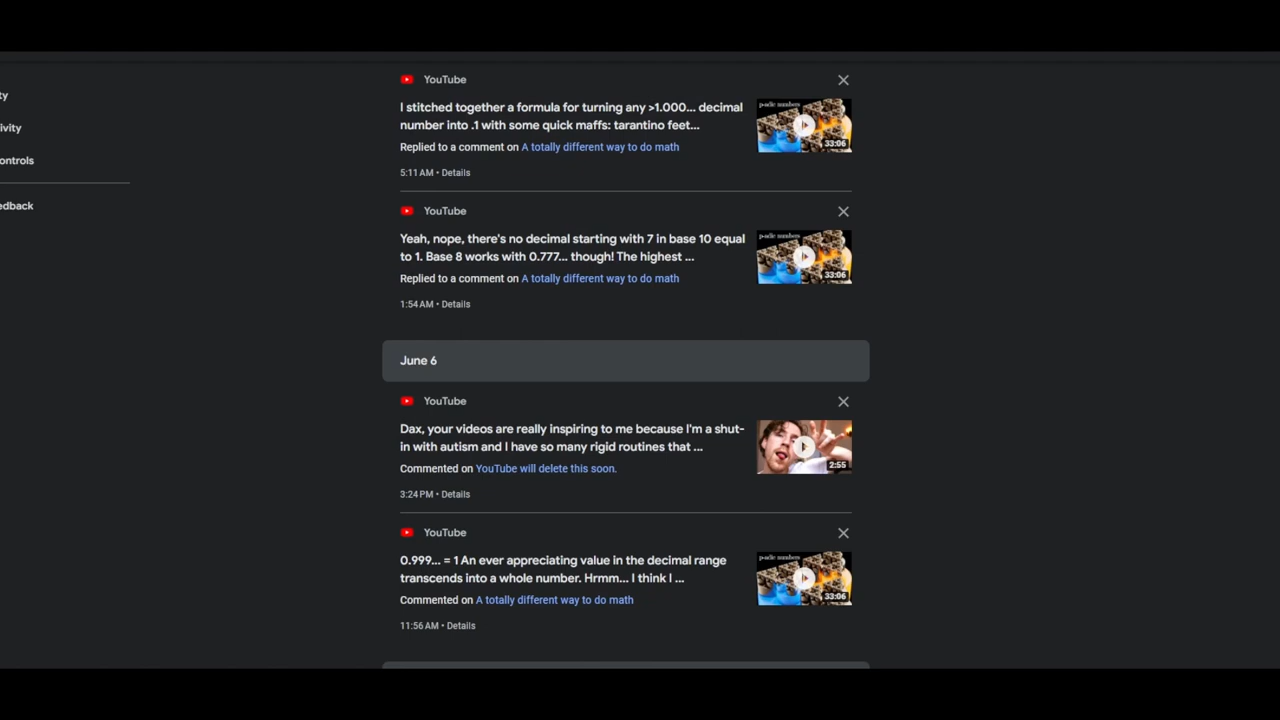 YouTube
I stitched together a formula for turning any >1.000... decimal
number into .1 with some quick maffs: tarantino feet...
Replied to a comment on A totally different way to do math
5:11 AM • Details
p-adic numbers
33:06
ty
ivity
ontrols
edback
YouTube
Yeah, nope, there's no decimal starting with 7 in base 10 equal
to 1. Base 8 works with 0.777... though! The highest ...
Replied to a comment on A totally different way to do math
1:54 AM • Details
p-adic numbers
33:06
June 6
YouTube
Dax, your videos are really inspiring to me because I'm a shut-
in with autism and I have so many rigid routines that ...
Commented on YouTube will delete this soon.
3:24 PM • Details
2:55
YouTube
0.999... = 1 An ever appreciating value in the decimal range
transcends into a whole number. Hrmm... I think I ...
Commented on A totally different way to do math
11:56 AM • Details
p-adic numbers
33:06